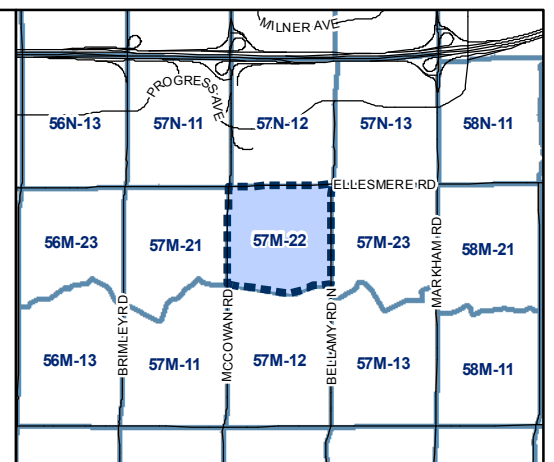 MILNER AVE
PROGRESS AVE
56N-13
57N-11
57N-12
57N-13
58N-11
ELLESMERE RD
56M-23
57M-21
57M-22
57M-23
58M-21
MARKHAM RD
BRIMLEY RD
MCCOWAN RD
BELLAMY RD N
56M-13
57M-11
57M-12
57M-13
58M-11